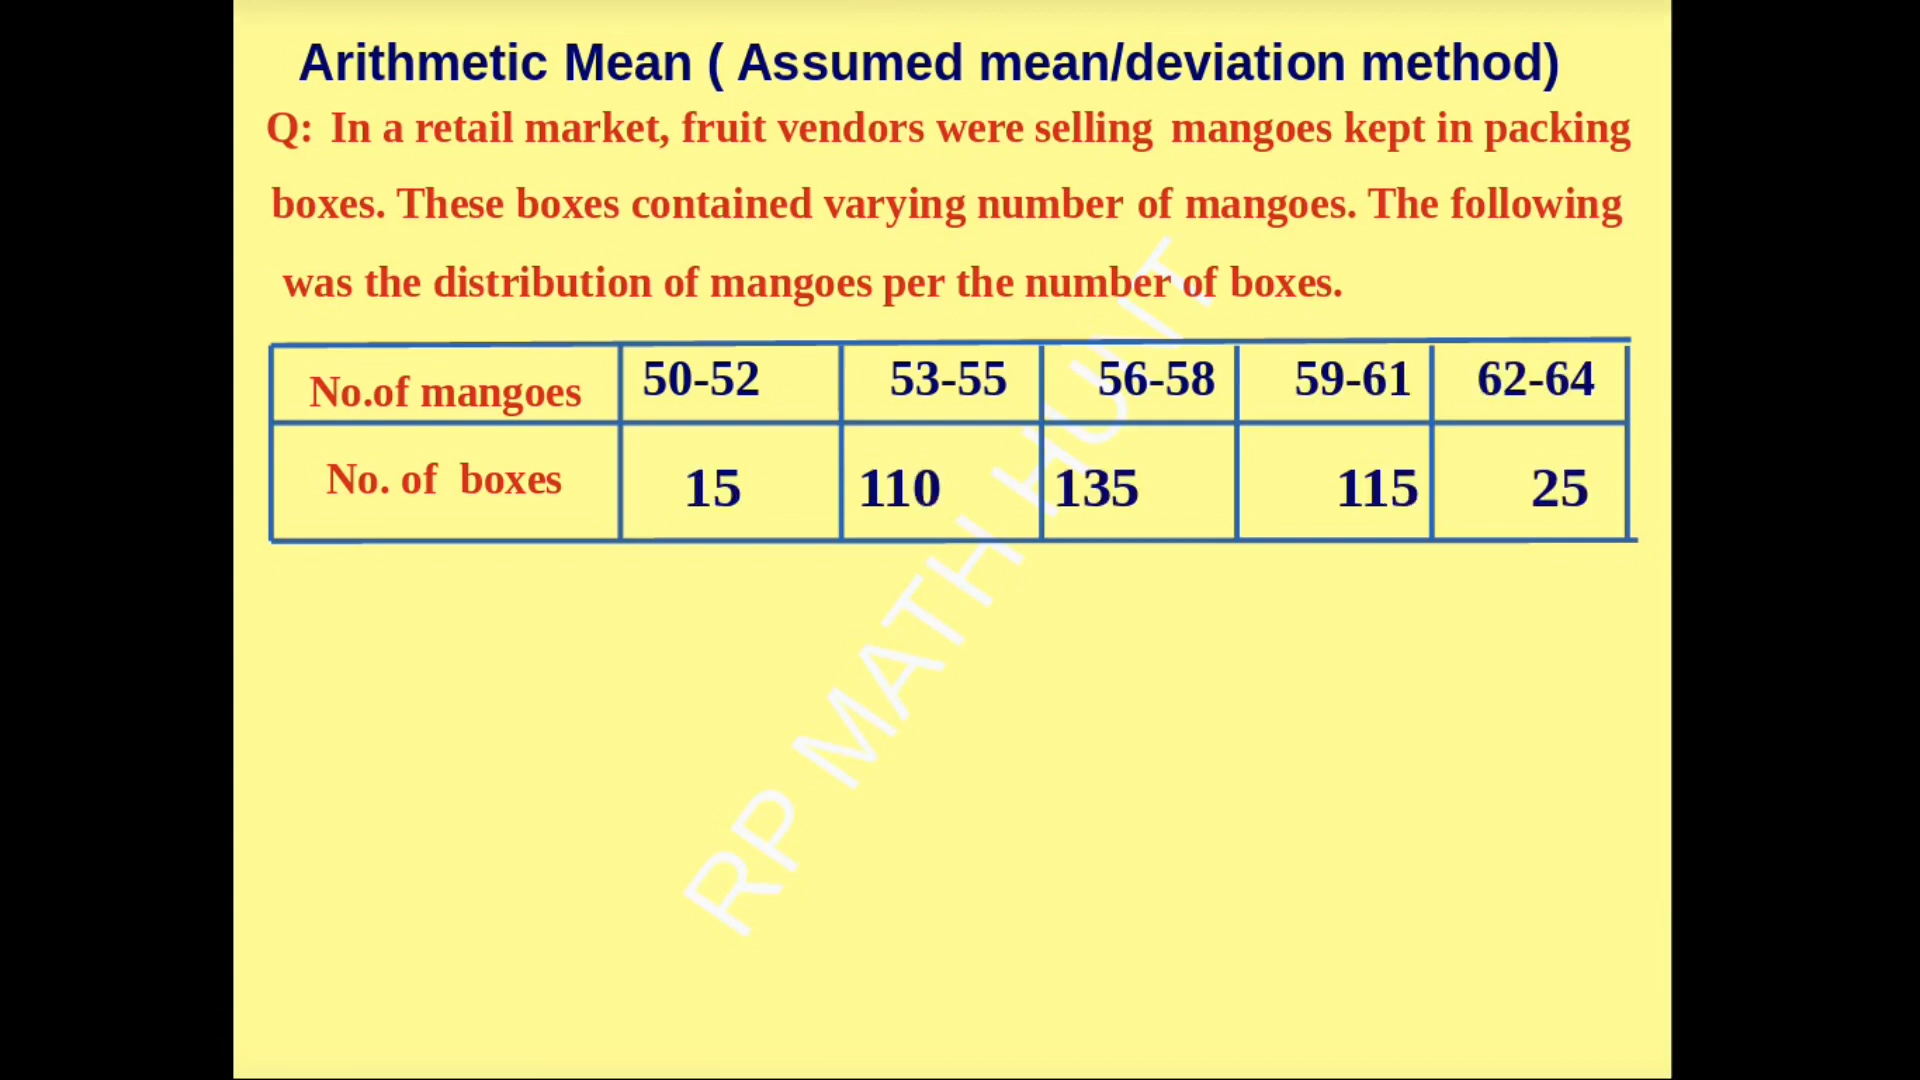 Arithmetic Mean ( Assumed mean/deviation method)
Q: In a retail market, fruit vendors were selling mangoes kept in packing
boxes. These boxes contained varying number of mangoes. The following
was the distribution of mangoes per the number of boxes.
No.of mangoes 50-52 53-55 56-58 59-61 62-64
No. of boxes 15 110 135 115 25
RP MATH HUNT